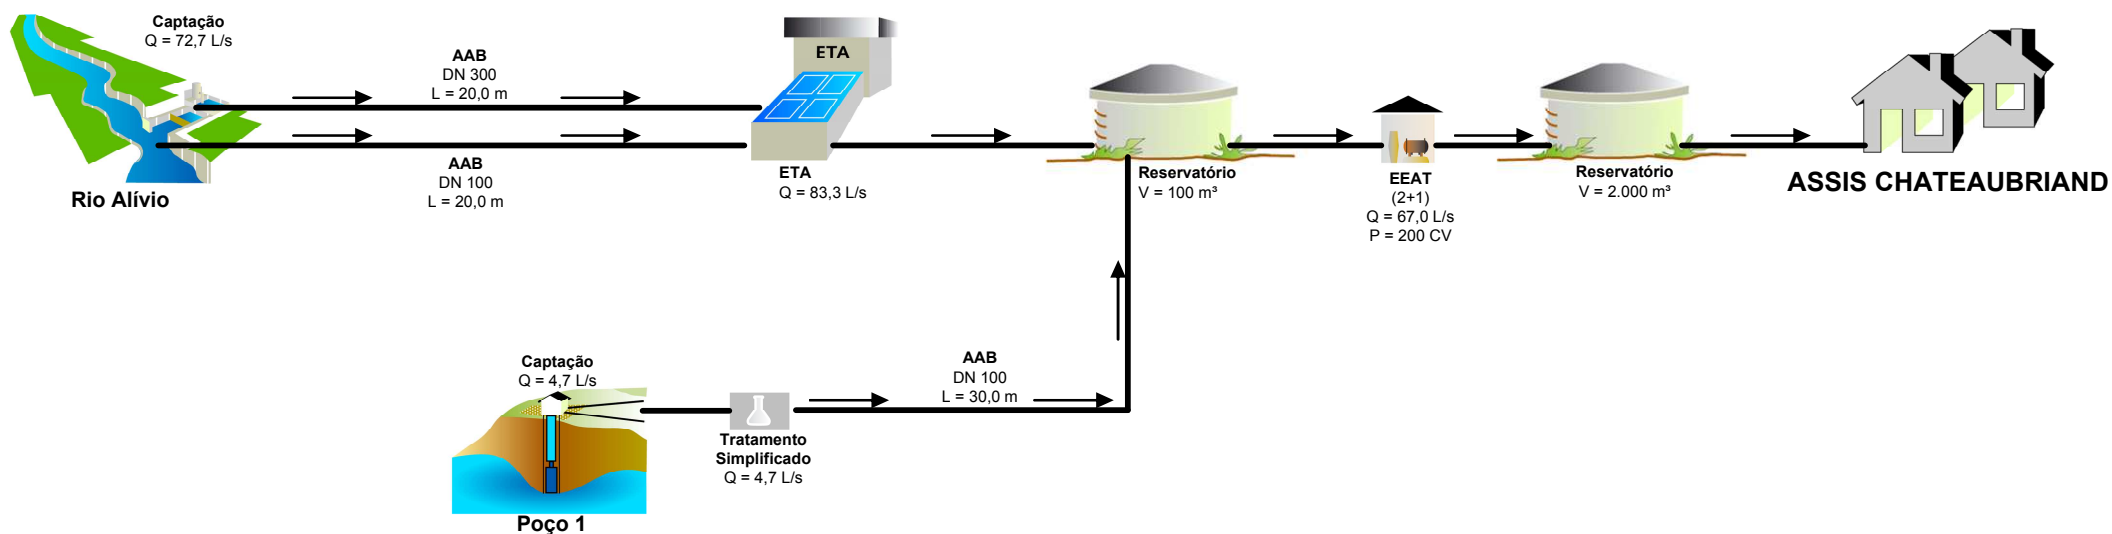 Captação
Q = 72,7 L/s
AAB
DN 300
L = 20,0 m
AAB
DN 100
L = 20,0 m
Rio Alívio
ETA
ETA
Q = 83,3 L/s
Reservatório
V = 100 m³
EEAT
(2+1)
Q = 67,0 L/s
P = 200 CV
Reservatório
V = 2.000 m³
ASSIS CHATEAUBRIAND
Captação
Q = 4,7 L/s
Poço 1
Tratamento
Simplificado
Q = 4,7 L/s
AAB
DN 100
L = 30,0 m